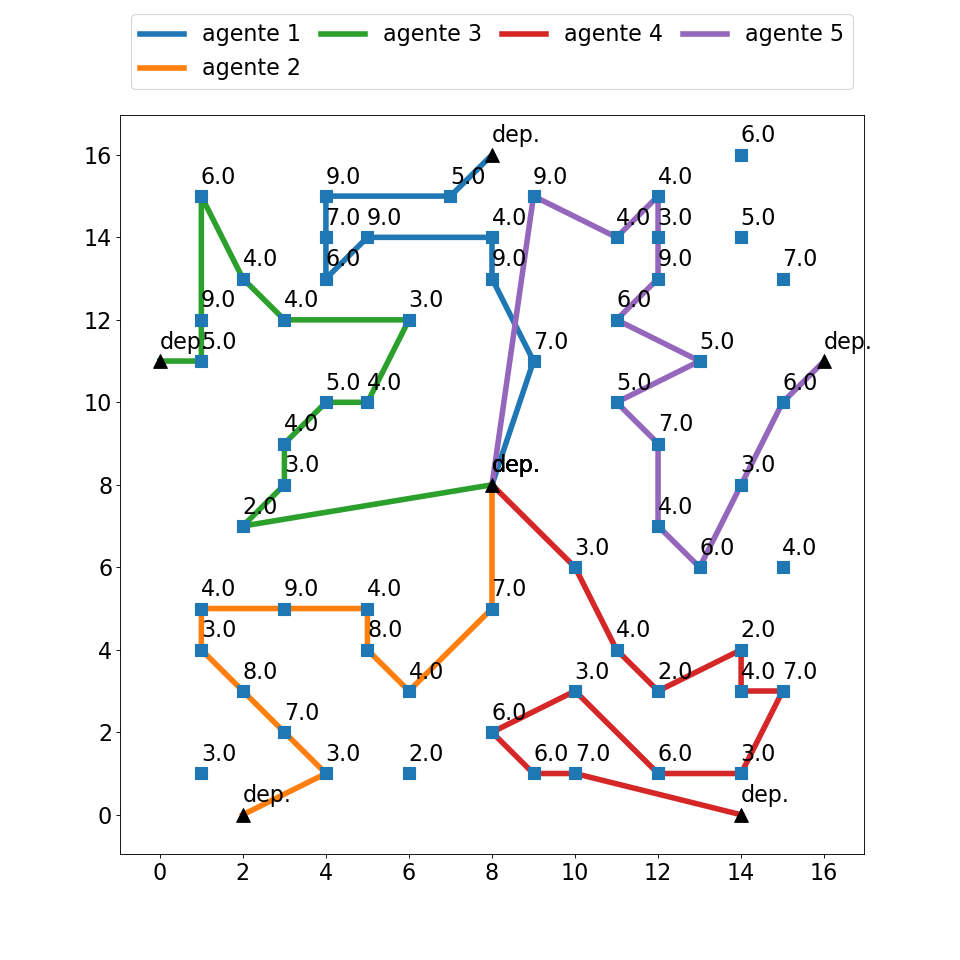 agente 1 agente 3 agente 4 agente 5
agente 2
dep. 6.0
16
6.0 9.0 5.0 9.0 4.0
7.0 9.0 4.0 4.0 3.0 5.0
14
4.0 6.0 9.0 9.0 7.0
9.0 4.0 3.0 6.0
12
dep. 5.0 7.0 5.0 dep.
5.0 4.0 5.0 6.0
10
4.0 7.0
3.0 dep. 3.0
8
2.0 4.0
3.0 6.0 4.0
6
4.0 9.0 4.0 7.0
3.0 8.0 4.0 2.0
4
8.0 4.0 3.0 2.0 4.0 7.0
7.0 6.0
2
3.0 3.0 2.0 6.0 7.0 6.0 3.0
dep. dep.
0
0 2 4 6 8 10 12 14 16